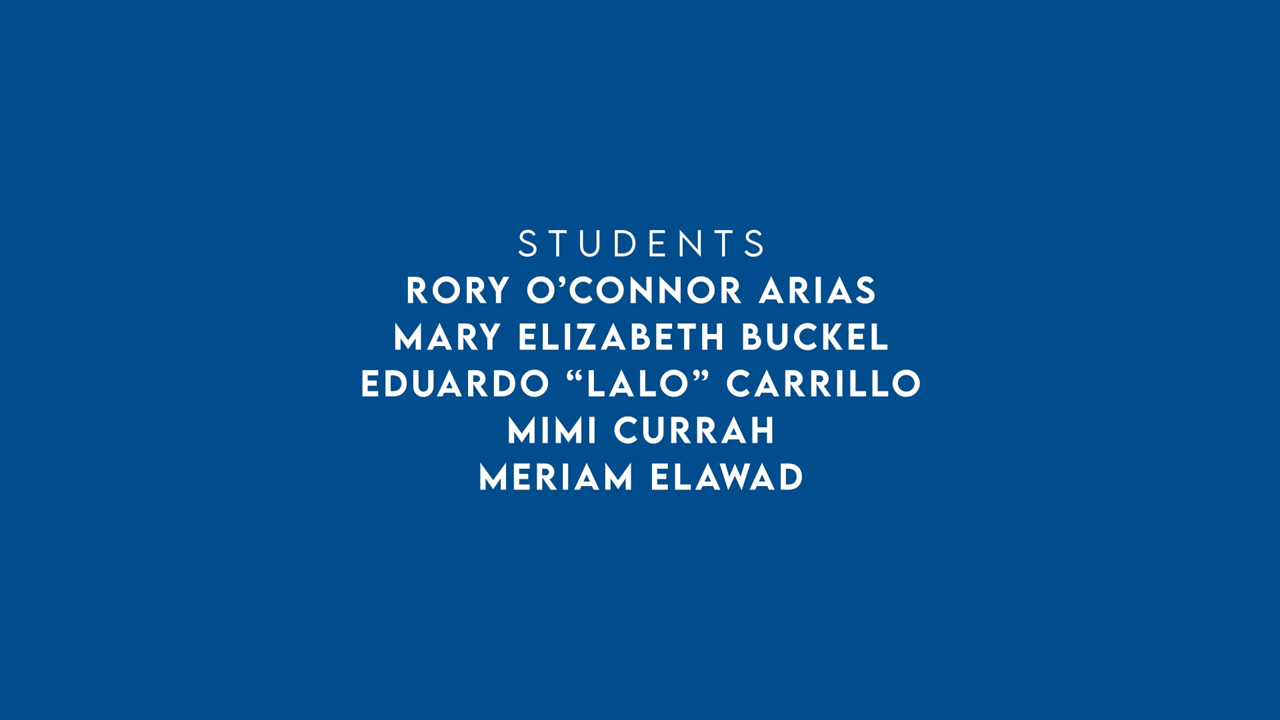 STUDENTS
RORY O’CONNOR ARIAS
MARY ELIZABETH BUCKEL
EDUARDO “LALO” CARRILLO
MIMI CURRAH
MERIAM ELAWAD